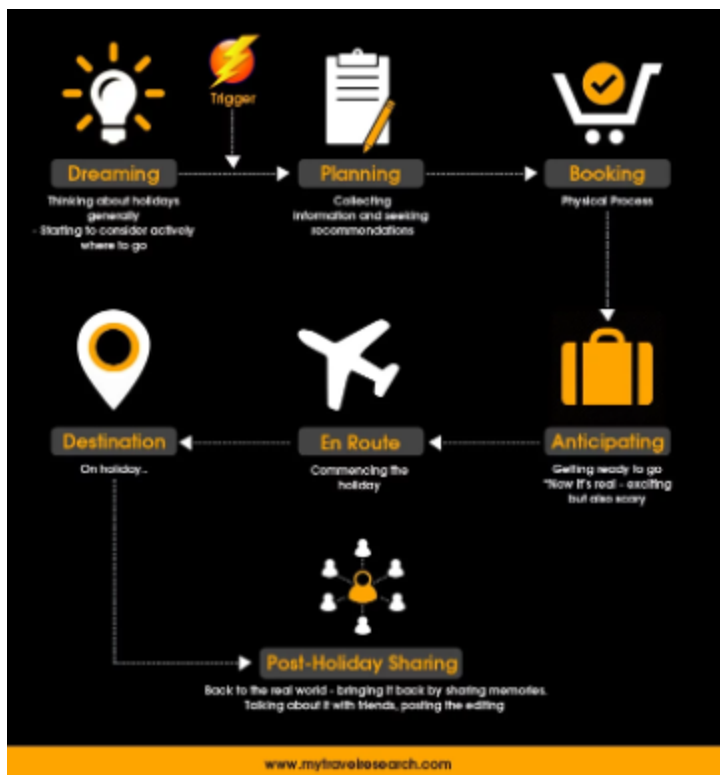 Trigger
Dreaming
Thinking about holidays
generally
- Starting to consider actively
where to go
Planning
Collecting
information and seeking
recommendations
Booking
Physical Process
Destination
On holiday..
En Route
Commencing the
holiday
Anticipating
Getting ready to go
"Now it's real - exciting
but also scary
Post-Holiday Sharing
Back to the real world - bringing it back by sharing memories.
Talking about it with friends, posting the editing
www.mytravelresearch.com